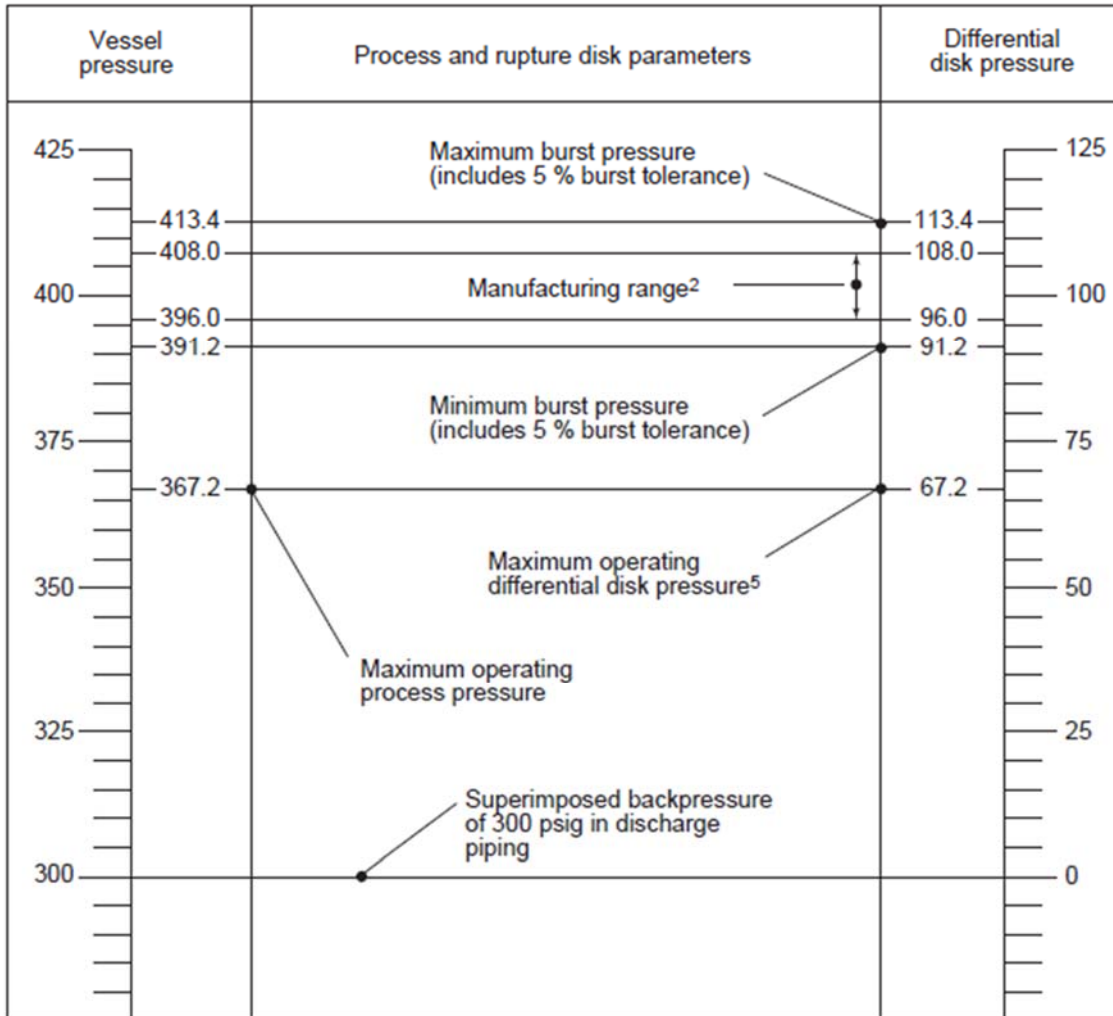 Vessel
pressure
Process and rupture disk parameters
Differential
disk pressure
425
Maximum burst pressure
(includes 5 % burst tolerance)
125
413.4
113.4
408.0
108.0
400
Manufacturing range²
100
396.0
96.0
391.2
91.2
Minimum burst pressure
(includes 5 % burst tolerance)
375
75
367.2
67.2
Maximum operating
differential disk pressure⁵
350
50
Maximum operating
process pressure
325
25
Superimposed backpressure
of 300 psig in discharge
piping
300
0